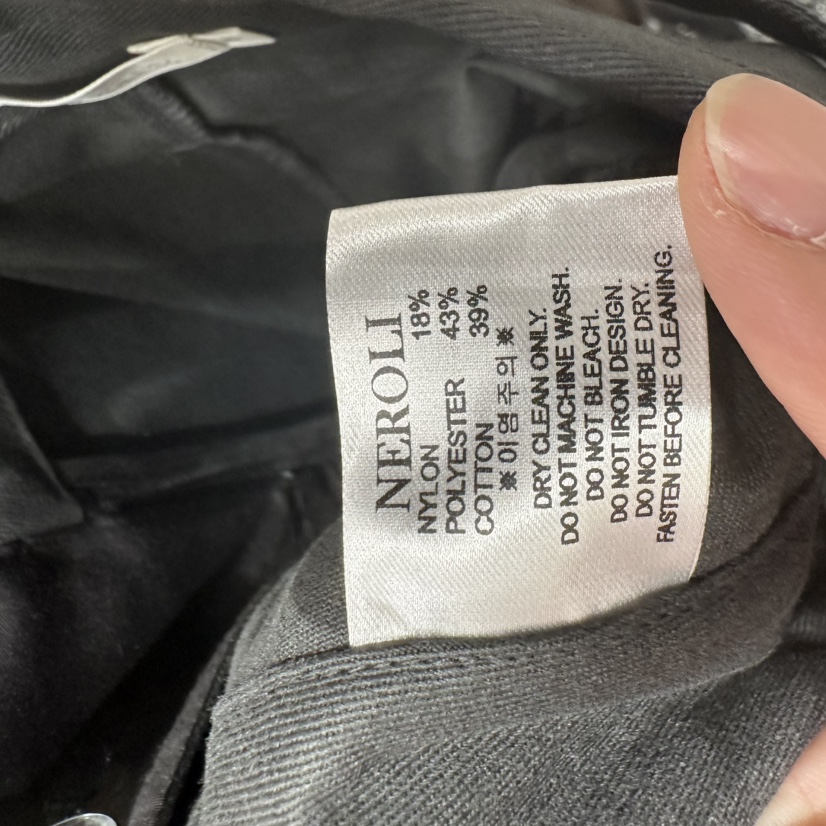 NEROLI
NYLON 18%
POLYESTER 43%
COTTON 39%
※이염주의※
DRY CLEAN ONLY.
DO NOT MACHINE WASH.
DO NOT BLEACH.
DO NOT IRON DESIGN.
DO NOT TUMBLE DRY.
FASTEN BEFORE CLEANING.